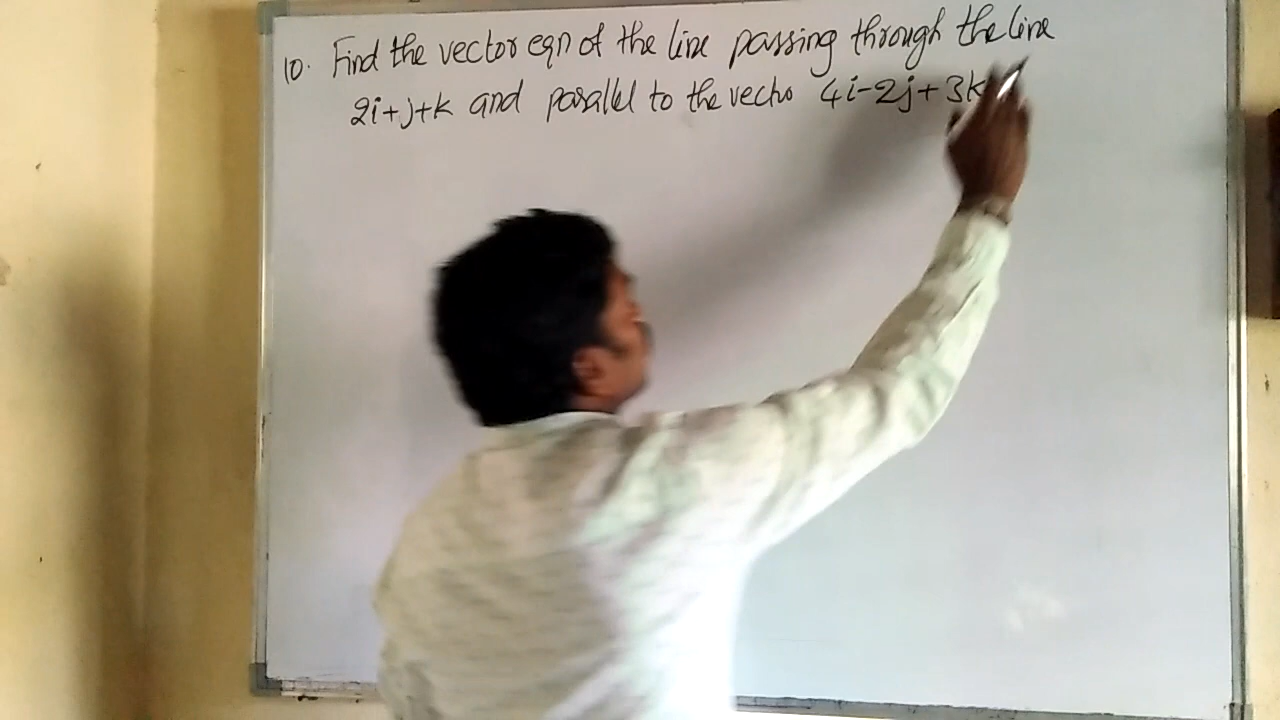 10. Find the vector eqn of the line passing through the line
2i+j+k and parallel to the vecto 4i-2j+3k